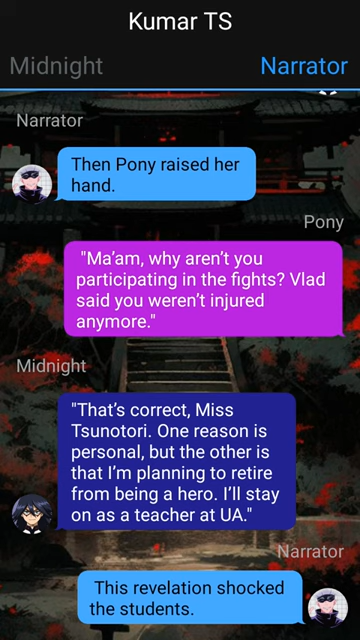 Kumar TS
Midnight
Narrator
Narrator
Then Pony raised her
hand.
Pony
"Ma'am, why aren't you
participating in the fights? Vlad
said you weren't injured
anymore."
Midnight
"That's correct, Miss
Tsunotori. One reason is
personal, but the other is
that I'm planning to retire
from being a hero. I'll stay
on as a teacher at UA."
Narrator
This revelation shocked
the students.